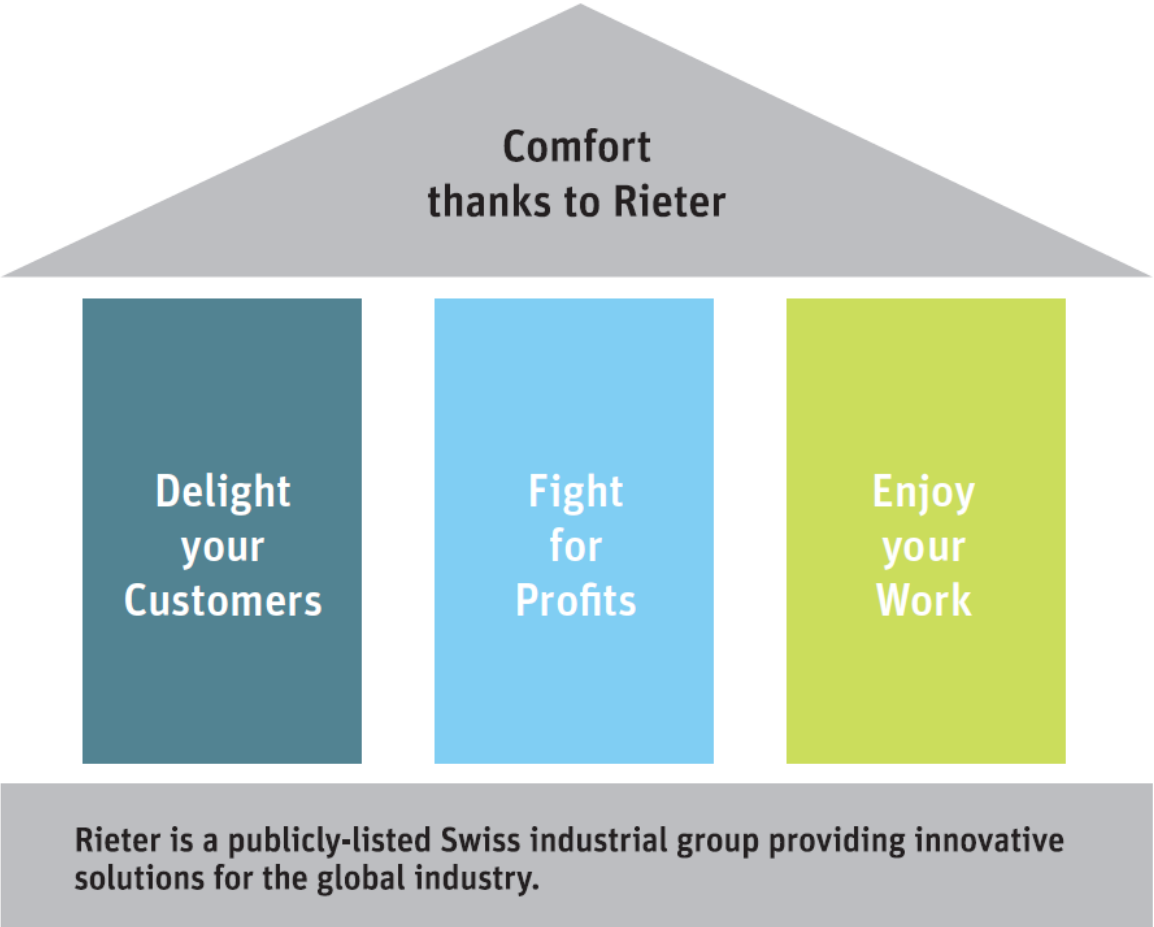 Comfort
thanks to Rieter
Delight
your
Customers
Fight
for
Profits
Enjoy
your
Work
Rieter is a publicly-listed Swiss industrial group providing innovative
solutions for the global industry.